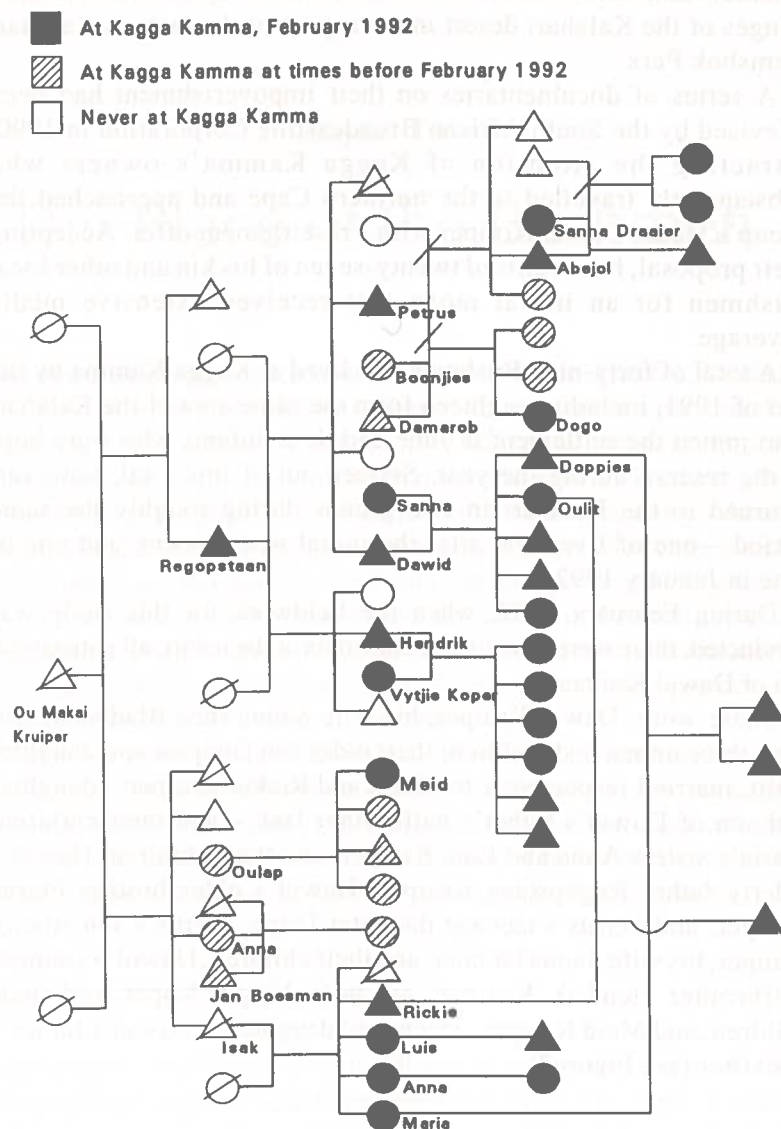 At Kagga Kamma, February 1992
At Kagga Kamma at times before February 1992
Never at Kagga Kamma
Sanna Draaier
Abejol
Petrus
Boonjies
Damarob
Dogo
Doppies
Sanna
Oulit
Regopstaan
Dawid
Hendrik
Vytjie Koper
Ou Maksi
Kruiper
Meid
Oulap
Anna
Jan Boesman
Rickie
Isak
Luis
Anna
Maria